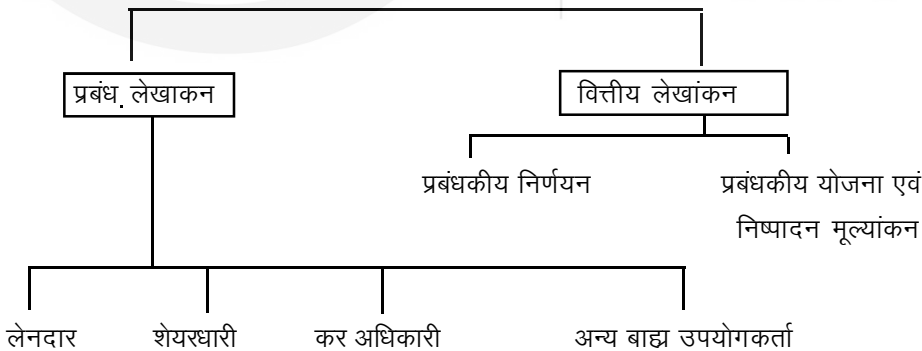 प्रबंध लेखाकन
वित्तीय लेखांकन
प्रबंधकीय निर्णयन
प्रबंधकीय योजना एवं
निष्पादन मूल्यांकन
लेनदार
शेयरधारी
कर अधिकारी
अन्य बाह्य उपयोगकर्ता